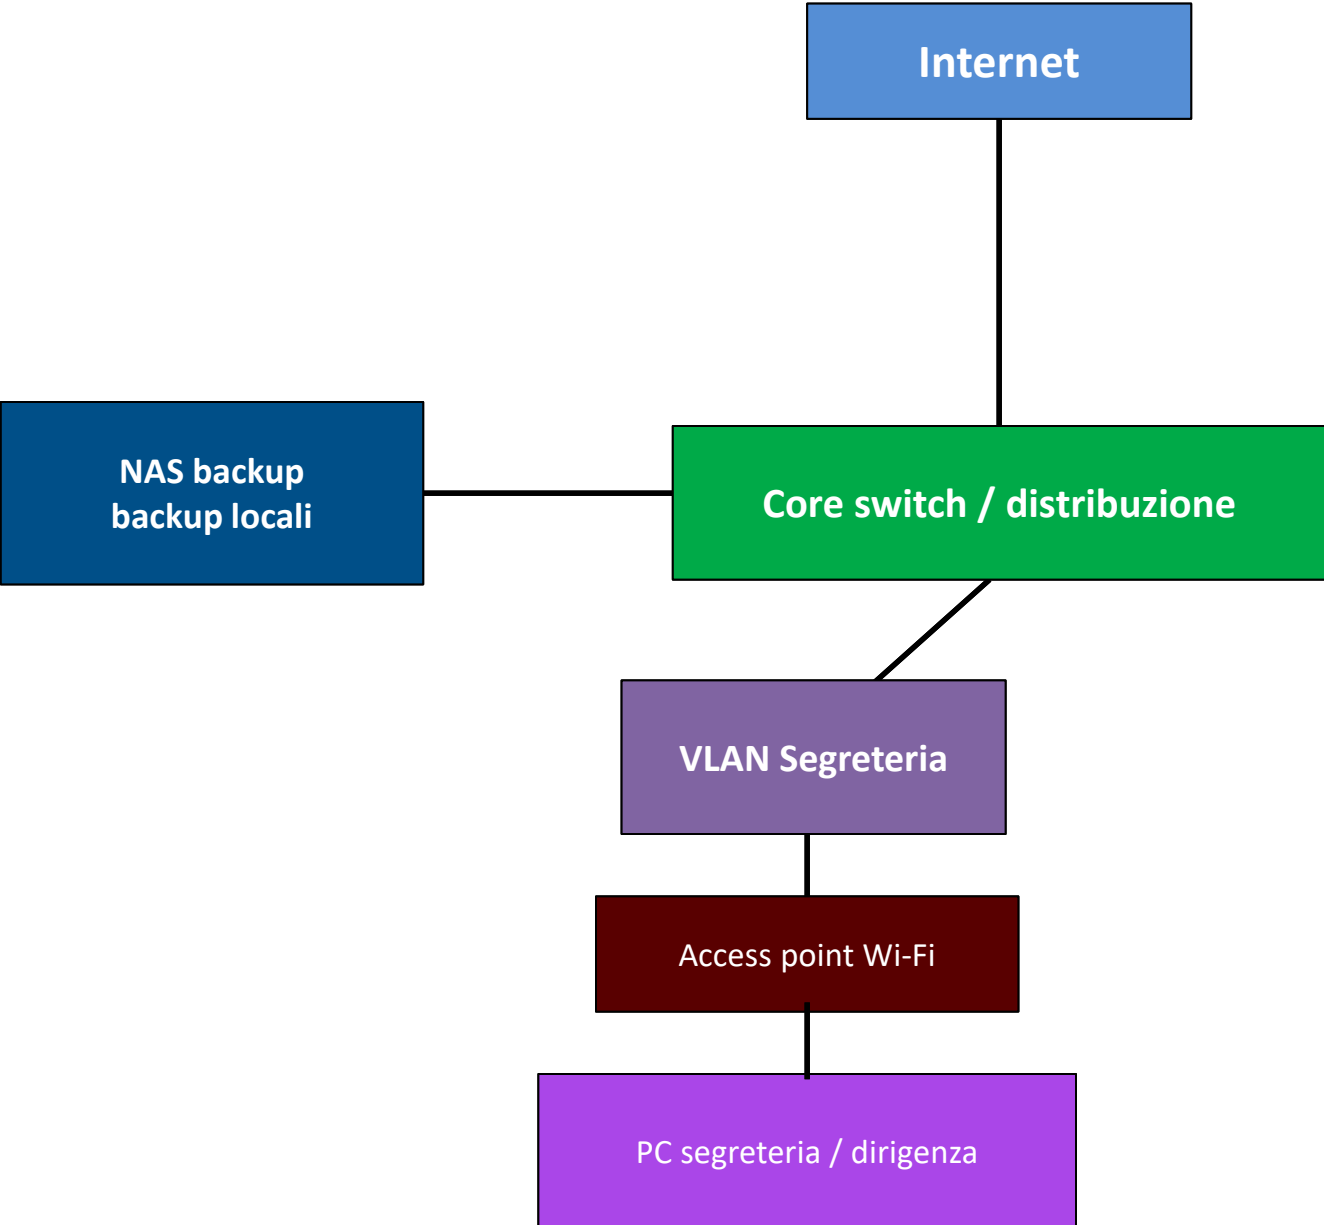 Internet
NAS backup
backup locali
Core switch / distribuzione
VLAN Segreteria
Access point Wi-Fi
PC segreteria / dirigenza